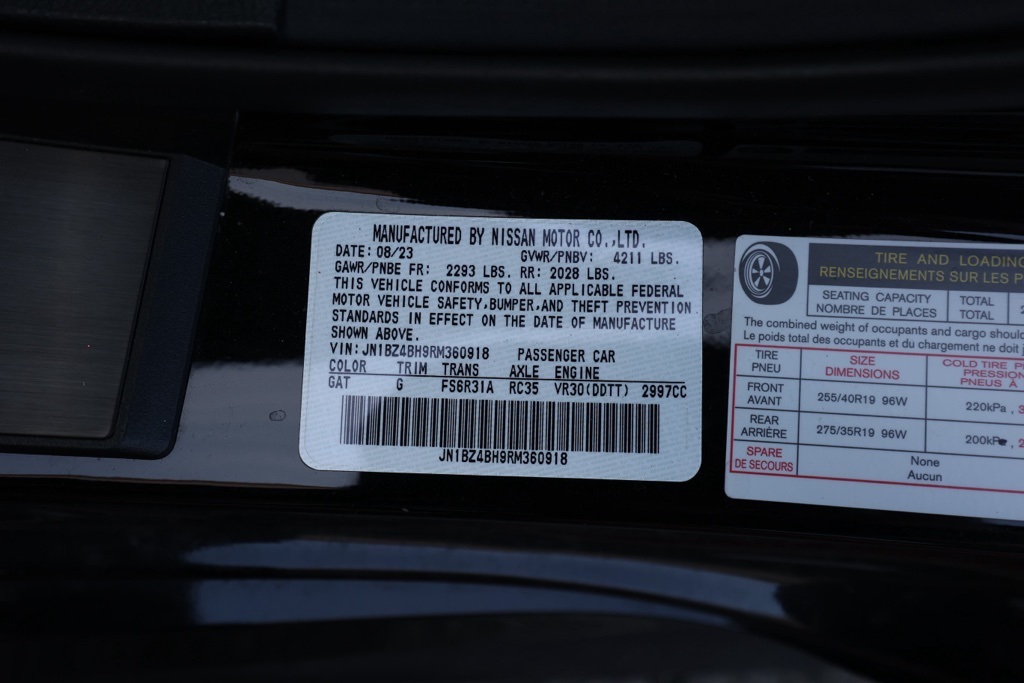 MANUFACTURED BY NISSAN MOTOR CO.,LTD.
DATE: 08/23 GVWR/PNBV: 4211 LBS.
GAWR/PNBE FR: 2293 LBS. RR: 2028 LBS.
THIS VEHICLE CONFORMS TO ALL APPLICABLE FEDERAL
MOTOR VEHICLE SAFETY,BUMPER,AND THEFT PREVENTION
STANDARDS IN EFFECT ON THE DATE OF MANUFACTURE
SHOWN ABOVE.
VIN: JN1BZ4BH9RM360918 PASSENGER CAR
COLOR TRIM TRANS AXLE ENGINE
GAT G FS6R31A RC35 VR30(DDTT) 2997CC
JN1BZ4BH9RM360918
TIRE AND LOADING
RENSEIGNEMENTS SUR LES P
SEATING CAPACITY TOTAL
NOMBRE DE PLACES TOTAL
The combined weight of occupants and cargo should
Le poids total des occupants et du chargement ne doit
TIRE SIZE COLD TIRE
PNEU DIMENSIONS PRESSION
PNEUS À
FRONT
AVANT 255/40R19 96W 220kPa,
REAR
ARRIÈRE 275/35R19 96W 200kPa,
SPARE None
DE SECOURS Aucun